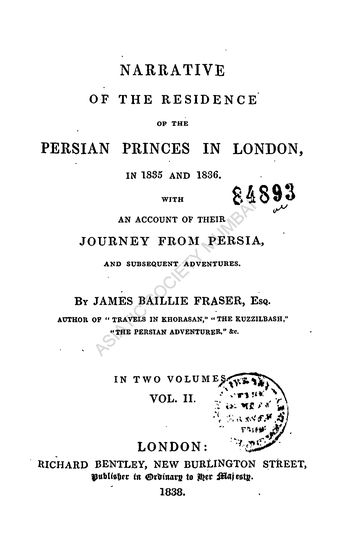 NARRATIVE
OF THE RESIDENCE
OF THE
PERSIAN PRINCES IN LONDON,
IN 1835 AND 1836.
WITH
84893
AN ACCOUNT OF THEIR
JOURNEY FROM PERSIA,
AND SUBSEQUENT ADVENTURES.
BY JAMES BAILLIE FRASER, ESQ.
AUTHOR OF "TRAVELS IN KHORASAN," "THE KUZZILBASH,"
"THE PERSIAN ADVENTURER," &c.
IN TWO VOLUMES.
VOL. II.
LONDON:
RICHARD BENTLEY, NEW BURLINGTON STREET,
Publisher in Ordinary to Her Majesty.
1838.
ASIATIC SOCIETY MUMBAI